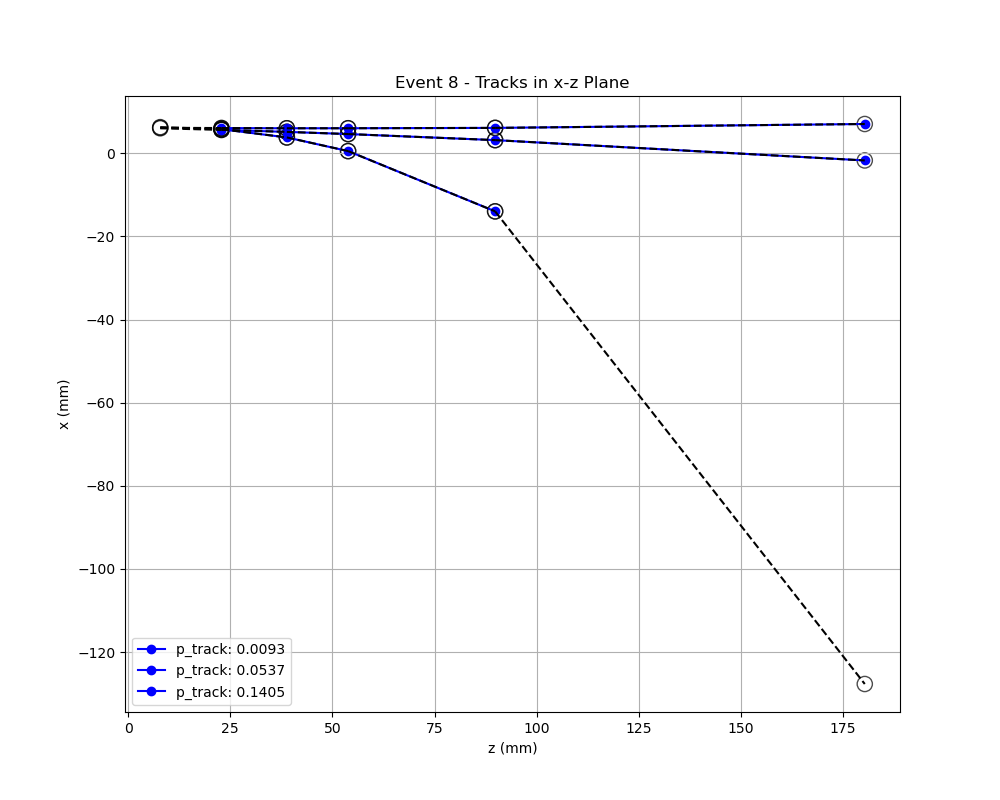 Event 8 - Tracks in x-z Plane
x (mm)
0
−20
−40
−60
−80
−100
−120
p_track: 0.0093
p_track: 0.0537
p_track: 0.1405
0 25 50 75 100 125 150 175
z (mm)